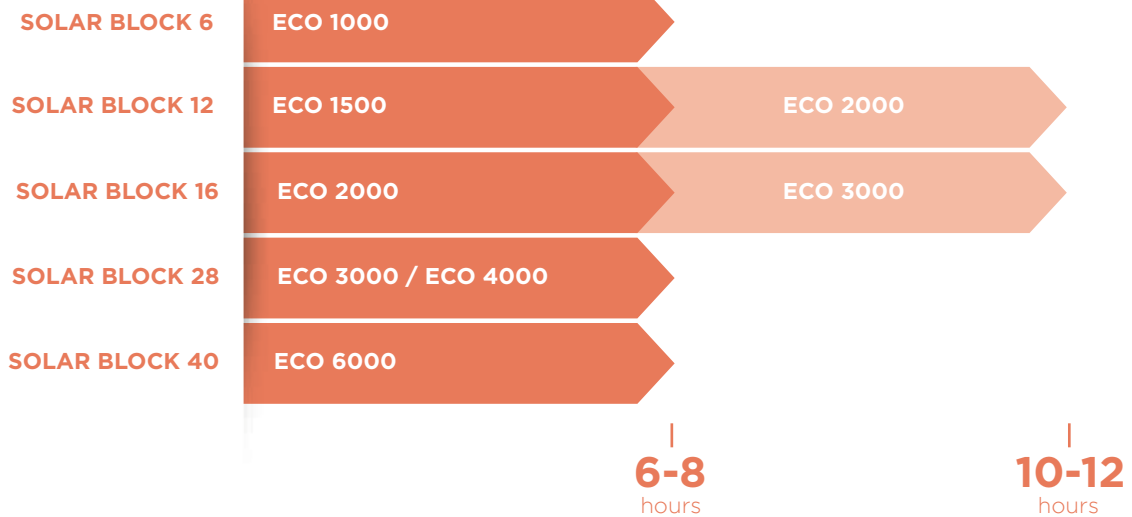 SOLAR BLOCK 6 ECO 1000
SOLAR BLOCK 12 ECO 1500 ECO 2000
SOLAR BLOCK 16 ECO 2000 ECO 3000
SOLAR BLOCK 28 ECO 3000 / ECO 4000
SOLAR BLOCK 40 ECO 6000
6-8 10-12
hours hours